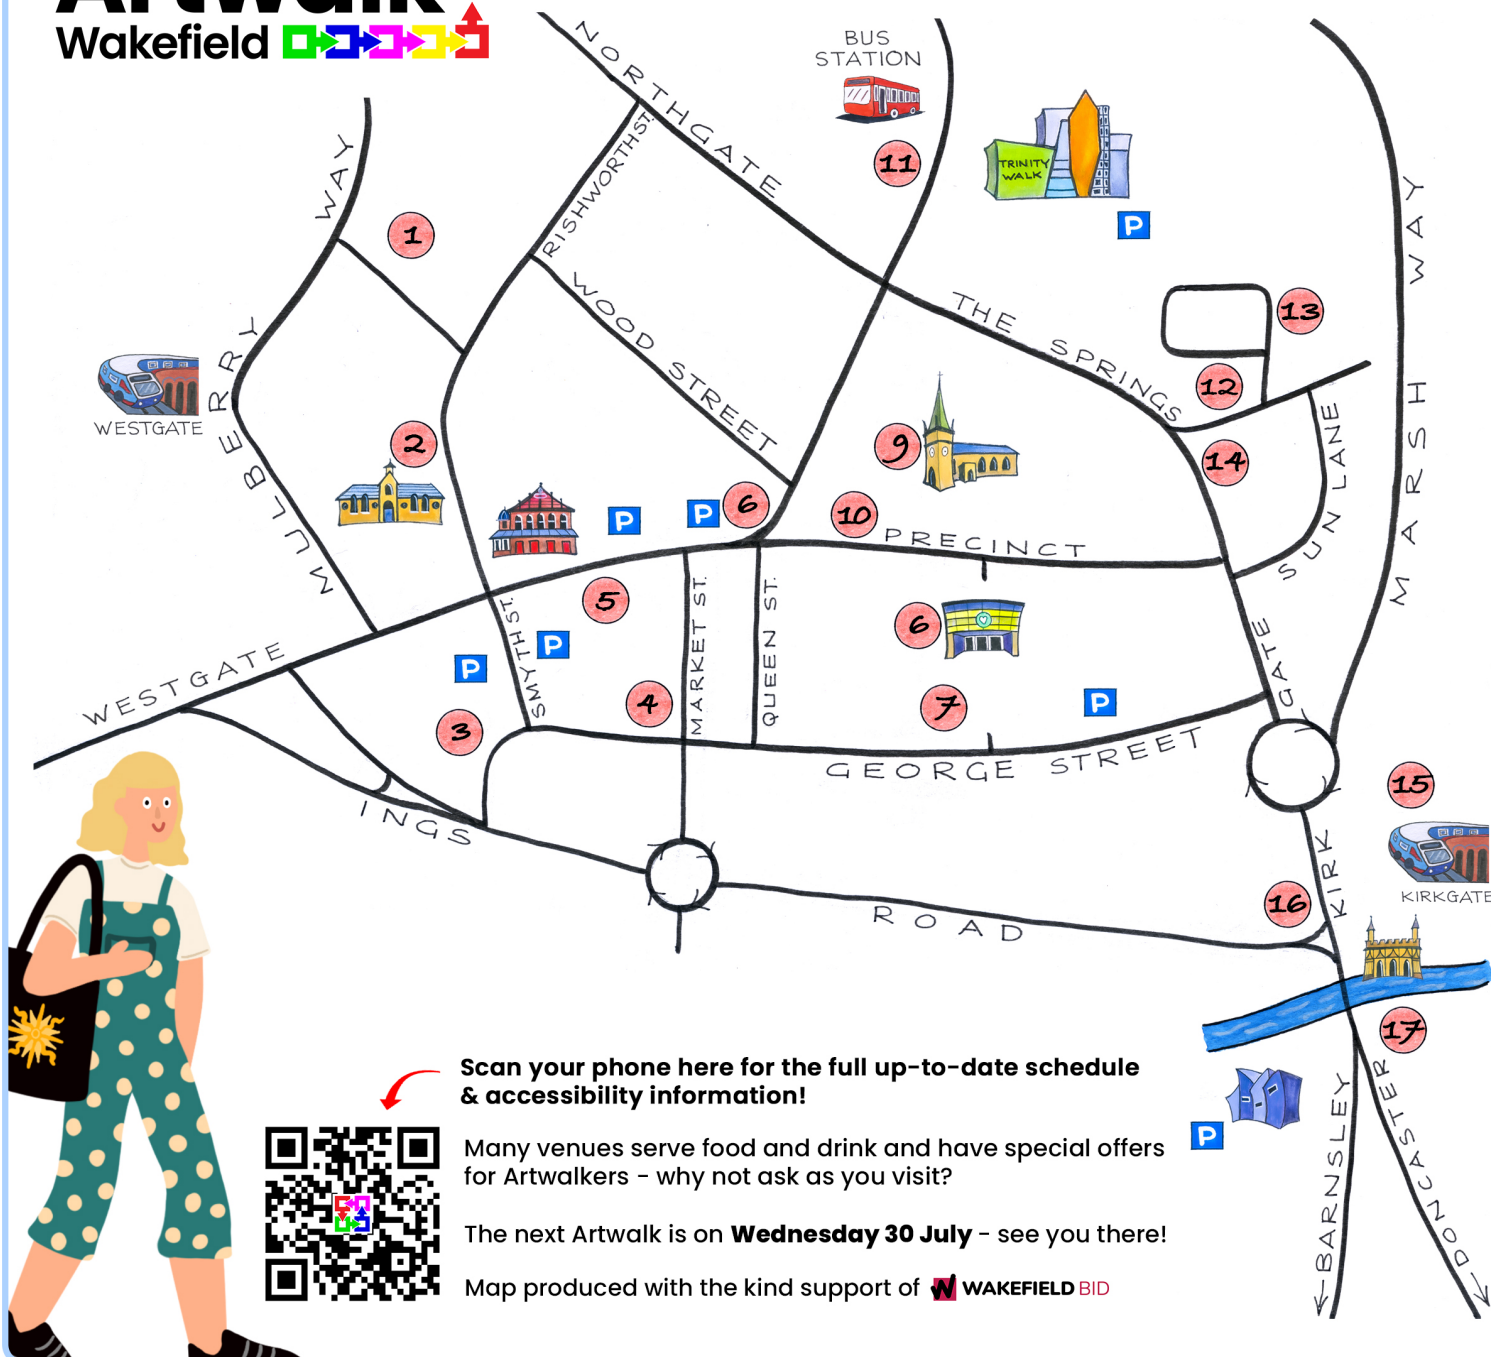 Artwalk
Wakefield
NORTHGATE
BUS
STATION
11
TRINITY
WALK
P
WAY
RISHWORTH ST.
1
MULBERRY
WESTGATE
WOOD STREET
THE SPRINGS
13
12
14
SUN LANE
MARSH WAY
2
9
10
6
P
P
PRECINCT
5
SMYTH ST.
MARKET ST.
QUEEN ST.
6
P
P
WESTGATE
3
4
7
P
GEORGE STREET
GATE
INGS
ROAD
15
KIRKGATE
KIRK
16
17
P
BARNSLEY
DONCASTER
Scan your phone here for the full up-to-date schedule
& accessibility information!
Many venues serve food and drink and have special offers
for Artwalkers - why not ask as you visit?
The next Artwalk is on Wednesday 30 July - see you there!
Map produced with the kind support of W WAKEFIELD BID